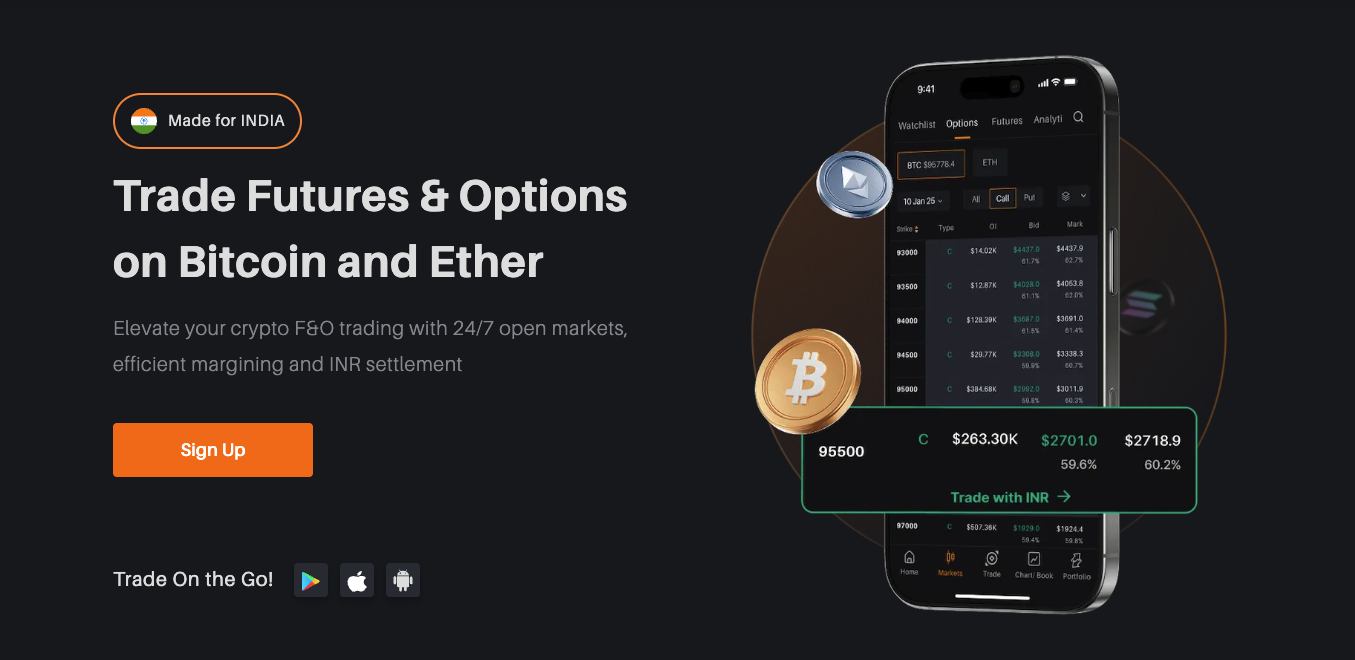 Made for INDIA
Trade Futures & Options
on Bitcoin and Ether
Elevate your crypto F&O trading with 24/7 open markets,
efficient margining and INR settlement
Sign Up
Trade On the Go!
9:41
Watchlist Options Futures Analyti
BTC $95778.4 ETH
10 Jan 25 All Call Put
Strike Type OI Bid Mark
93000 C $14.02K $4437.0 $4437.9
61.7% 62.7%
93500 C $12.87K $4028.0 $4063.8
61.1% 62.0%
94000 C $128.39K $3687.0 $3691.0
61.5% 61.4%
94500 C $29.77K $3308.0 $3338.3
59.9% 60.7%
95000 C $384.68K $2992.0 $3011.9
59.8% 60.3%
95500 C $263.30K $2701.0 $2718.9
59.6% 60.2%
Trade with INR
97000 C $507.36K $1929.0 $1924.4
59.4% 59.8%
Home Markets Trade Chart/ Book Portfolio